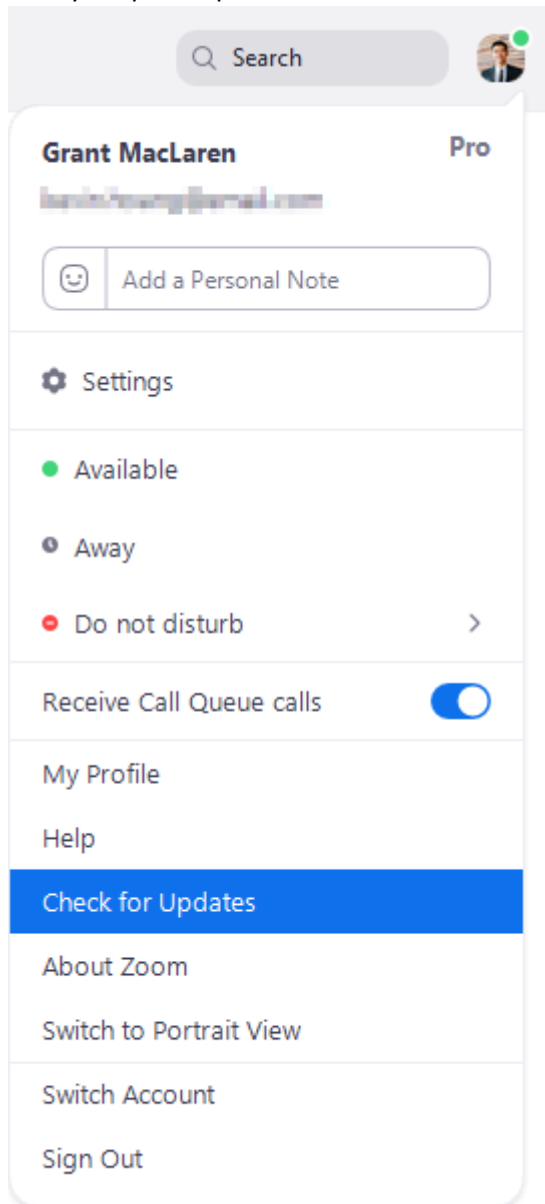 Search
Grant MacLaren
Pro
Add a Personal Note
Settings
Available
Away
Do not disturb
Receive Call Queue calls
My Profile
Help
Check for Updates
About Zoom
Switch to Portrait View
Switch Account
Sign Out